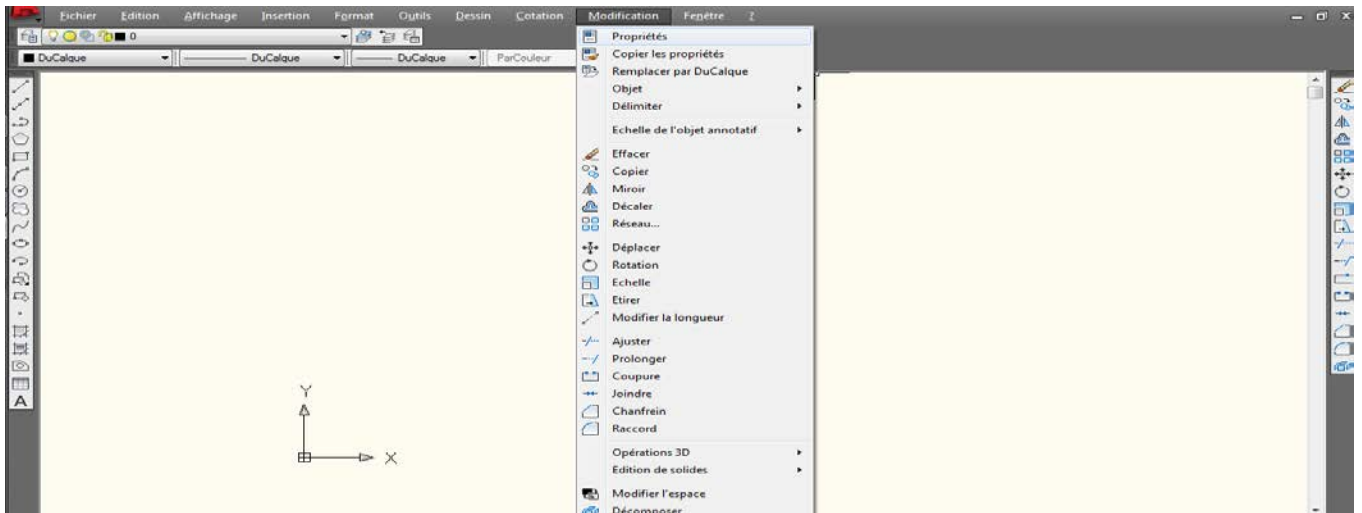 Fichier Edition Affichage Insertion Format Outils Dessin Cotation Modification Fenêtre ?
0
DuCalque DuCalque DuCalque ParCouleur
Propriétés
Copier les propriétés
Remplacer par DuCalque
Objet
Délimiter
Echelle de l'objet annotatif
Effacer
Copier
Miroir
Décaler
Réseau...
Déplacer
Rotation
Echelle
Etirer
Modifier la longueur
Ajuster
Prolonger
Coupure
Joindre
Chanfrein
Raccord
Opérations 3D
Edition de solides
Modifier l'espace
Décomposer
A
Y
X